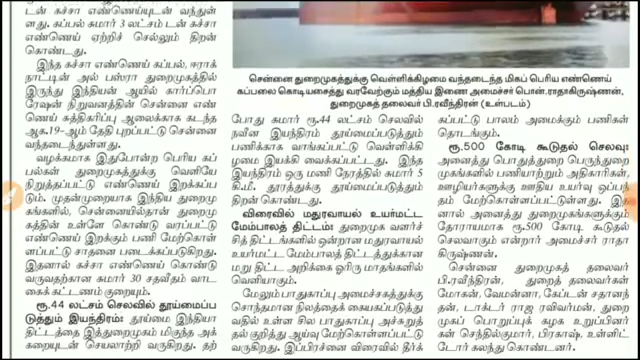 டன் கச்சா எண்ணெய்யுடன் வந்துள்
ளது. கப்பல் சுமார் 3 லட்சம் டன் கச்சா
எண்ணெய் ஏற்றிச் செல்லும் திறன்
கொண்டது.
இந்த கச்சா எண்ணெய் கப்பல், ஈராக்
நாட்டின் அல் பஸ்ரா துறைமுகத்தில்
இருந்து இந்தியன் ஆயில் கார்ப்போ
ரேஷன் நிறுவனத்தின் சென்னை எண்
ணெய் சுத்திகரிப்பு ஆலைக்காக கடந்த
ஆக.19-ஆம் தேதி புறப்பட்டு சென்னை
வந்தடைந்துள்ளது.
வழக்கமாக இதுபோன்ற பெரிய கப்
பல்கள் துறைமுகத்துக்கு வெளியே
நிறுத்தப்பட்டு எண்ணெய் இறக்கப்ப
டும். முதன்முறையாக இந்திய துறைமு
கங்களில், சென்னையில்தான் துறைமு
கத்தின் உள்ளே கொண்டு வரப்பட்டு
எண்ணெய் இறக்கும் பணி மேற்கொள்
ளப்பட்டு சாதனை படைக்கப்படுகிறது.
இதனால் கச்சா எண்ணெய் கொண்டு
வருவதற்கான சுமார் 30 சதவீதம் வாட
கைக் கட்டணம் குறையும்.
ரூ.44 லட்சம் செலவில் தூய்மைப்ப
டுத்தும் இயந்திரம்: தூய்மை இந்தியா
திட்டத்தை இத்துறைமுகம் மிகுந்த அக்
கறையுடன் செயலாற்றி வருகிறது. தற்
சென்னை துறைமுகத்துக்கு வெள்ளிக்கிழமை வந்தடைந்த மிகப் பெரிய எண்ணெய்
கப்பலை கொடியசைத்து வரவேற்கும் மத்திய இணை அமைச்சர் பொன்.ராதாகிருஷ்ணன்,
துறைமுகத் தலைவர் பி.ரவீந்திரன் (உள்படம்)
போது சுமார் ரூ.44 லட்சம் செலவில்
நவீன இயந்திரம் தூய்மைப்படுத்தும்
பணிக்காக வாங்கப்பட்டு வெள்ளிகி
ழமை இயக்கி வைக்கப்பட்டது. இந்த
இயந்திரம் ஒரு மணி நேரத்தில் சுமார் 5
கி.மீ. தூரத்துக்கு தூய்மைப்படுத்தும்
திறன் கொண்டது.
விரைவில் மதுரவாயல் உயர்மட்ட
மேம்பாலத் திட்டம்: துறைமுக வளர்ச்
சித் திட்டங்களில் ஒன்றான மதுரவாயல்
உயர்மட்ட மேம்பாலத் திட்டத்துக்கான
மறு திட்ட அறிக்கை ஓரிரு மாதங்களில்
வெளியாகும்.
மேலும் பாதுகாப்பு அமைச்சகத்துக்கு
சொந்தமான நிலத்தைக் கையகப்படுத்து
வதில் உள்ள சில பாதுகாப்பு அச்சுறுத்
தல் குறித்து ஆய்வு மேற்கொள்ளப்பட்டு
வருகிறது. இப்பிரச்னை விரைவில் தீர்க்
கப்பட்டு பாலம் அமைக்கும் பணிகள்
தொடங்கும்.
ரூ.500 கோடி கூடுதல் செலவு:
அனைத்து பொதுத்துறை பெருந்துறை
முகங்களில் பணியாற்றும் அதிகாரிகள்,
ஊழியர்களுக்கு ஊதிய உயர்வு ஒப்பந்
தம் மேற்கொள்ளப்பட்டுள்ளது. இத
னால் அனைத்து துறைமுகங்களுக்கும்
தோராயமாக ரூ.500 கோடி கூடுதல்
செலவாகும் என்றார் அமைச்சர் ராதா
கிருஷ்ணன்.
சென்னை துறைமுகத் தலைவர்
பி.ரவீந்திரன், துறைத் தலைவர்கள்
மோகன், வேமன்னா, கேப்டன் சதானந்
தன், டாக்டர் ராஜ ரவிவர்மன், துறை
முகப் பொறுப்புக் கழக உறுப்பினர்
கள் செந்தில்குமார், பிரகாஷ், உள்ளிட்
டோர் கலந்து கொண்டனர்.